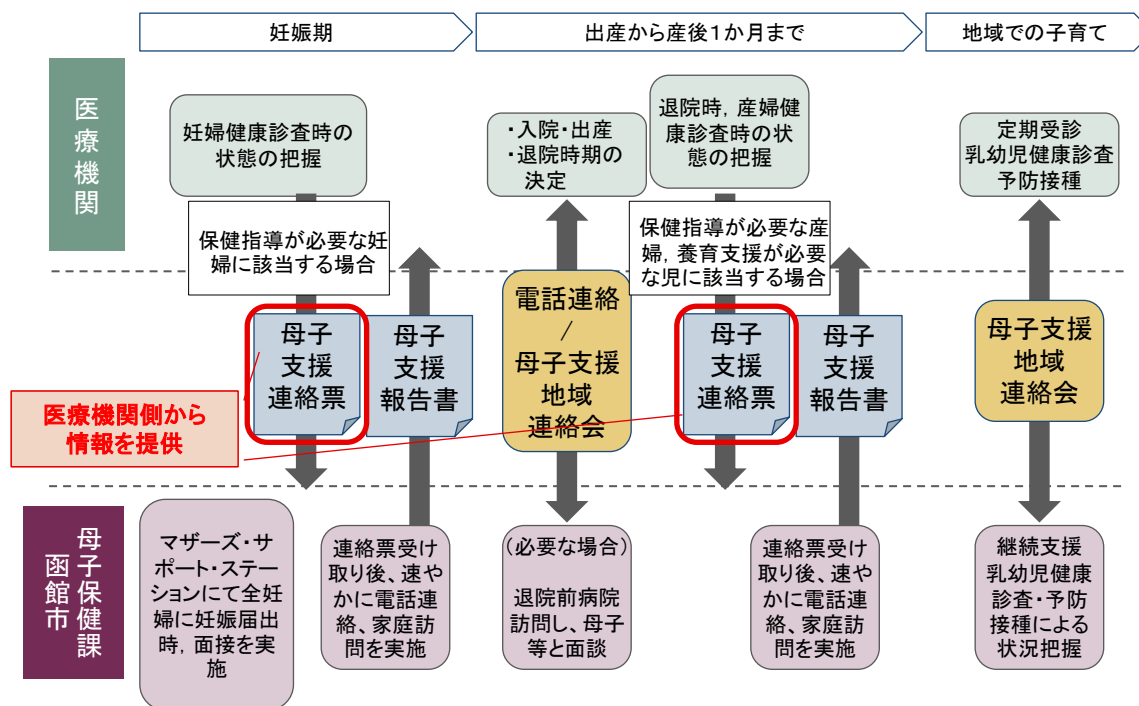 妊娠期
出産から産後１か月まで
地域での子育て
医療機関
妊婦健康診査時の
状態の把握
・入院・出産
・退院時期の
決定
退院時，産婦健
康診査時の状
態の把握
定期受診
乳幼児健康診査
予防接種
保健指導が必要な妊
婦に該当する場合
保健指導が必要な産
婦，養育支援が必要
な児に該当する場合
母子
支援
連絡票
母子
支援
報告書
電話連絡
/
母子支援
地域
連絡会
母子
支援
連絡票
母子
支援
報告書
母子支援
地域
連絡会
医療機関側から
情報を提供
函館市
母子保健課
マザーズ・サ
ポート・ステー
ションにて全妊
婦に妊娠届出
時，面接を実
施
連絡票受け
取り後、速や
かに電話連
絡、家庭訪
問を実施
（必要な場合）
退院前病院
訪問し、母子
等と面談
連絡票受け
取り後、速や
かに電話連
絡、家庭訪
問を実施
継続支援
乳幼児健康
診査・予防
接種による
状況把握